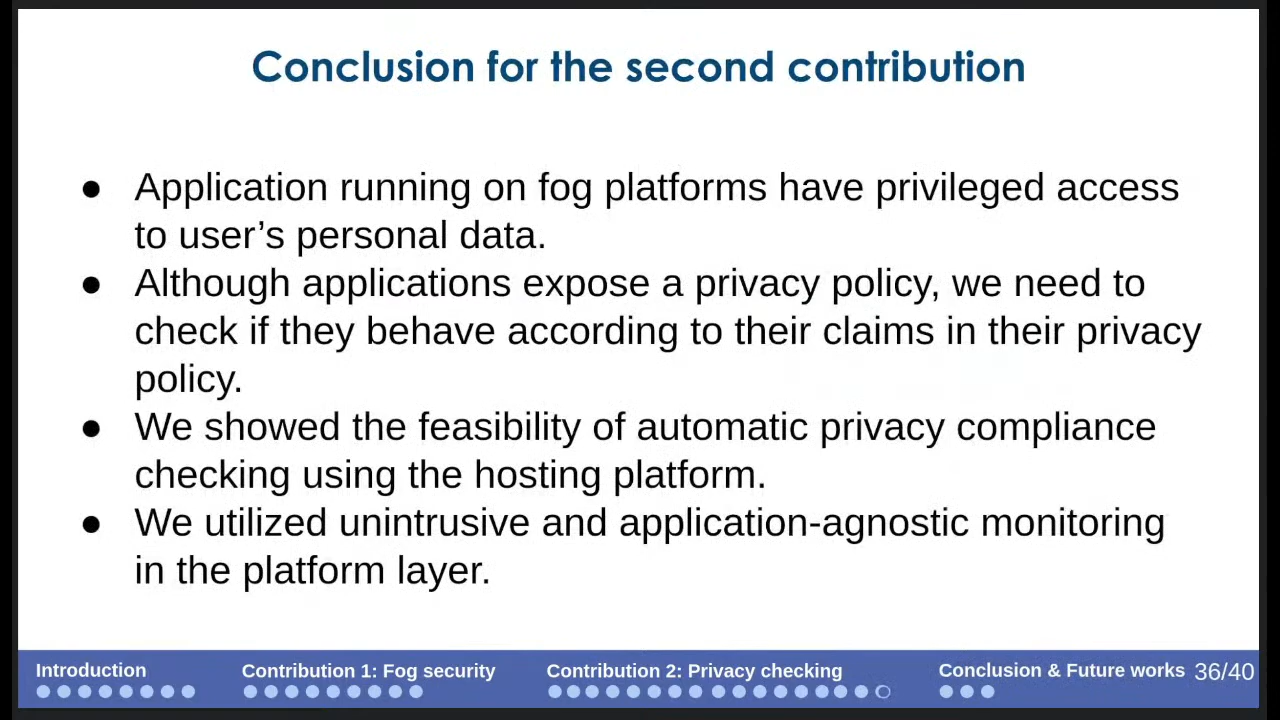 Conclusion for the second contribution
● Application running on fog platforms have privileged access
to user’s personal data.
● Although applications expose a privacy policy, we need to
check if they behave according to their claims in their privacy
policy.
● We showed the feasibility of automatic privacy compliance
checking using the hosting platform.
● We utilized unintrusive and application-agnostic monitoring
in the platform layer.
Introduction Contribution 1: Fog security Contribution 2: Privacy checking Conclusion & Future works 36/40